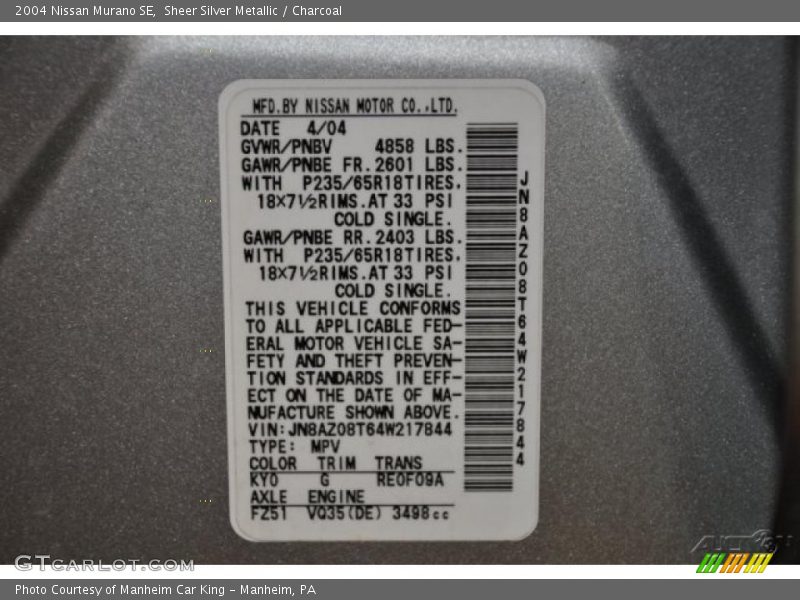 2004 Nissan Murano SE,  Sheer Silver Metallic / Charcoal
MFD.BY NISSAN MOTOR CO.,LTD.
DATE 4/04
GVWR/PNBV 4858 LBS.
GAWR/PNBE FR.2601 LBS.
WITH P235/65R18TIRES.
18×7½RIMS.AT 33 PSI
COLD SINGLE.
GAWR/PNBE RR.2403 LBS.
WITH P235/65R18TIRES.
18×7½RIMS.AT 33 PSI
COLD SINGLE.
THIS VEHICLE CONFORMS
TO ALL APPLICABLE FED-
ERAL MOTOR VEHICLE SA-
FETY AND THEFT PREVEN-
TION STANDARDS IN EFF-
ECT ON THE DATE OF MA-
NUFACTURE SHOWN ABOVE.
VIN:JN8AZ08T64W217844
TYPE: MPV
COLOR TRIM TRANS
KY0 G RE0F09A
AXLE ENGINE
FZ51 VQ35(DE) 3498cc
JN8AZ08T64W217844
GTcarlot.com
ALTCAR
Photo Courtesy of Manheim Car King - Manheim, PA